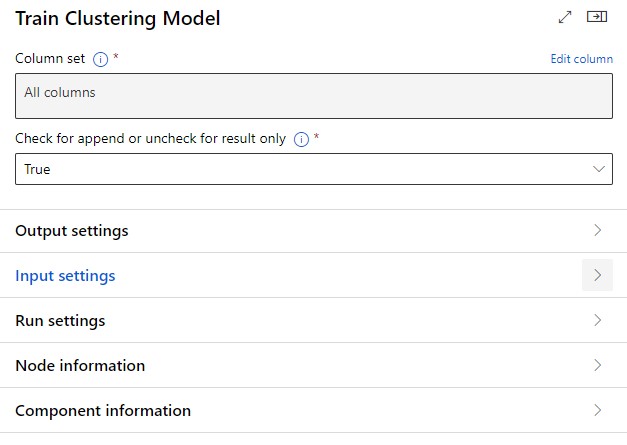 Train Clustering Model
Column set * Edit column
All columns
Check for append or uncheck for result only *
True
Output settings
Input settings
Run settings
Node information
Component information